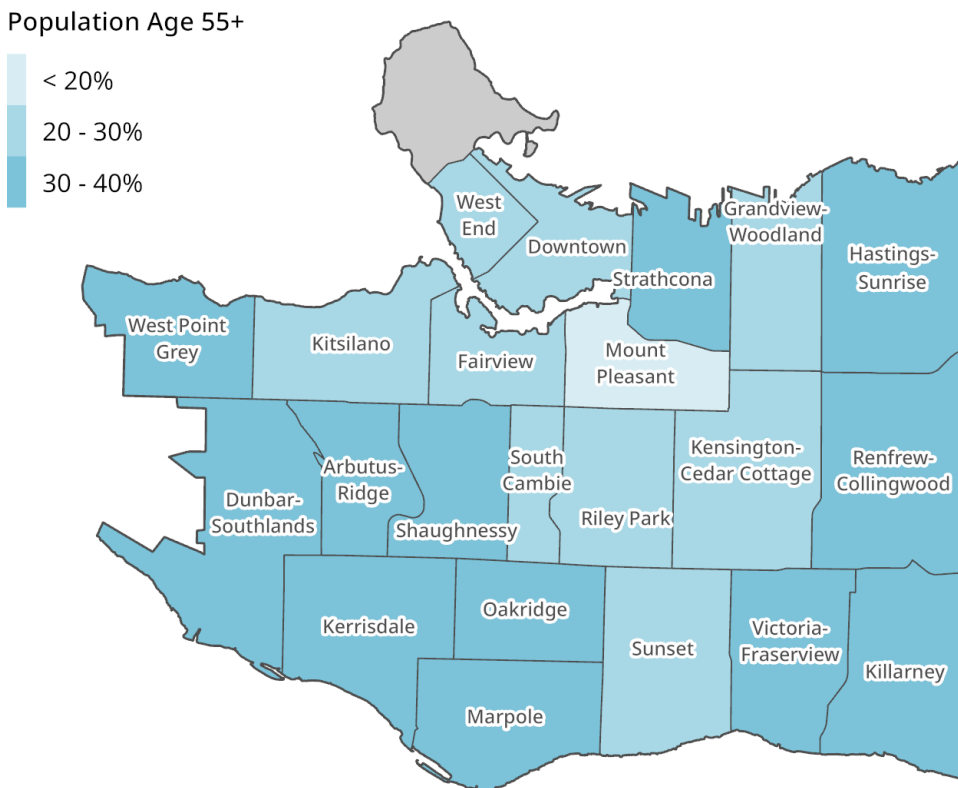 Population Age 55+
< 20%
20 - 30%
30 - 40%
West
End
Downtown
Grandview-
Woodland
Strathcona
Hastings-
Sunrise
West Point
Grey
Kitsilano
Fairview
Mount
Pleasant
Dunbar-
Southlands
Arbutus-
Ridge
Shaughnessy
South
Cambie
Riley Park
Kensington-
Cedar Cottage
Renfrew-
Collingwood
Kerrisdale
Oakridge
Marpole
Sunset
Victoria-
Fraserview
Killarney